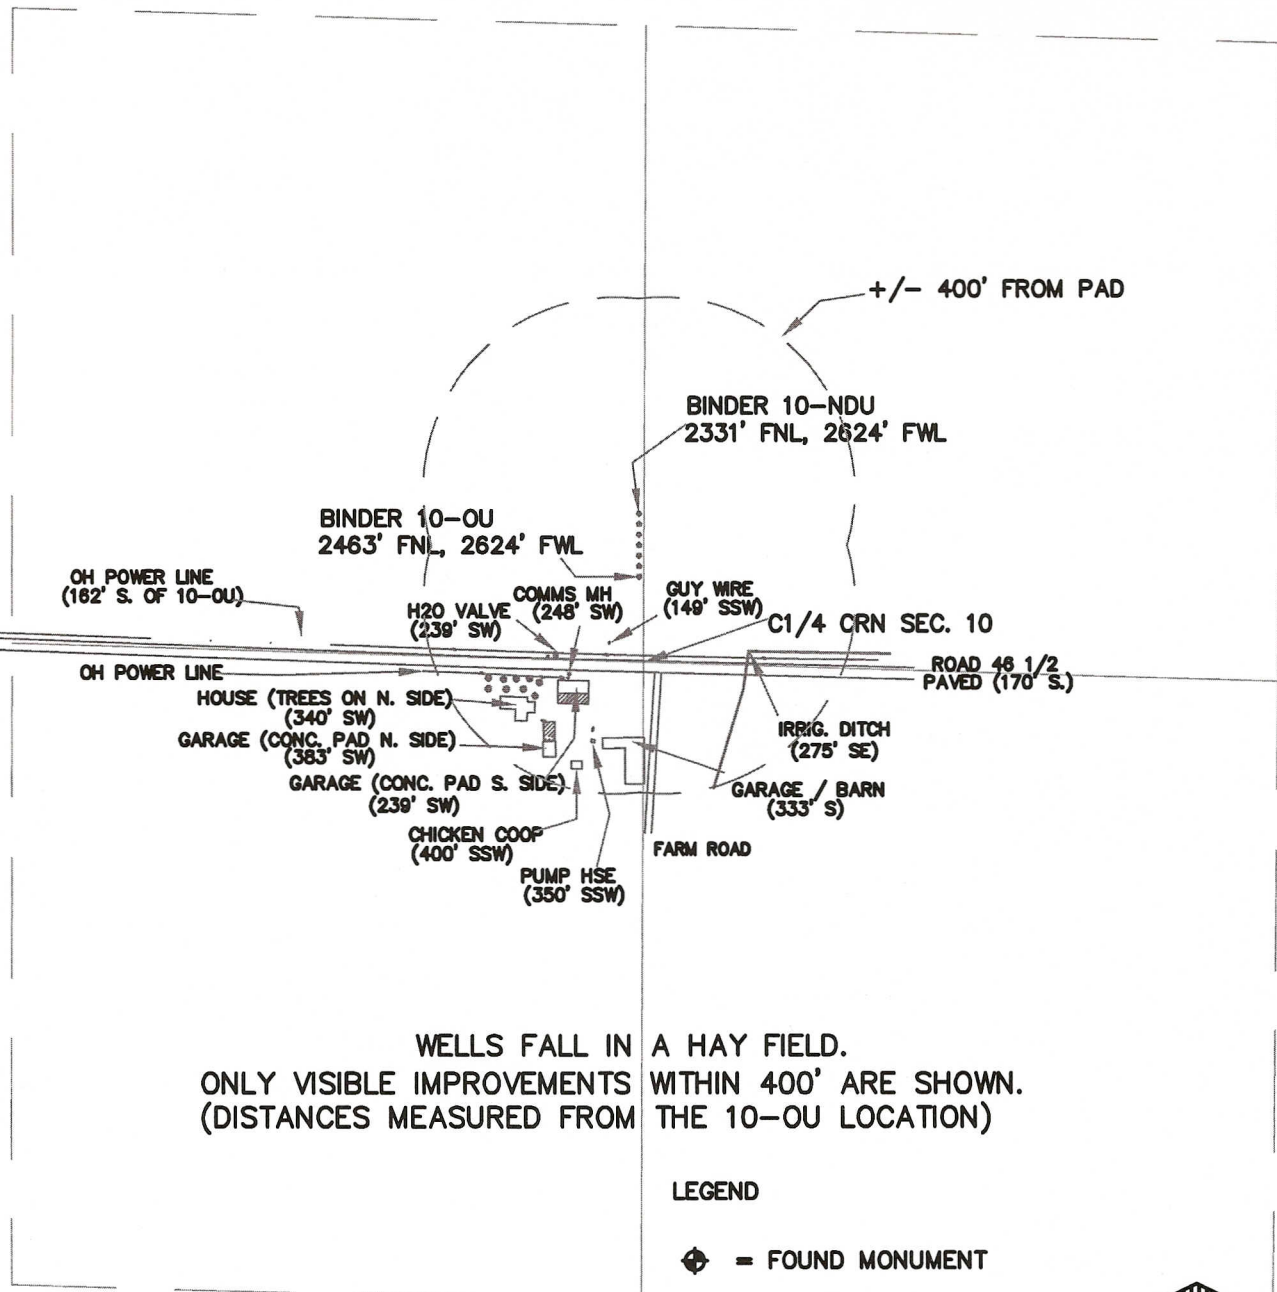 +/- 400' FROM PAD
BINDER 10-NDU
2331' FNL, 2624' FWL
BINDER 10-OU
2463' FNL, 2624' FWL
OH POWER LINE
(162' S. OF 10-OU)
COMMS MH
(248' SW)
H2O VALVE
(239' SW)
GUY WIRE
(149' SSW)
C1/4 CRN SEC. 10
OH POWER LINE
ROAD 46 1/2
PAVED (170' S.)
HOUSE (TREES ON N. SIDE)
(340' SW)
GARAGE (CONC. PAD N. SIDE)
(383' SW)
IRRIG. DITCH
(275' SE)
GARAGE (CONC. PAD S. SIDE)
(239' SW)
GARAGE / BARN
(333' S)
CHICKEN COOP
(400' SSW)
FARM ROAD
PUMP HSE
(350' SSW)
WELLS FALL IN A HAY FIELD.
ONLY VISIBLE IMPROVEMENTS WITHIN 400' ARE SHOWN.
(DISTANCES MEASURED FROM THE 10-OU LOCATION)
LEGEND
= FOUND MONUMENT